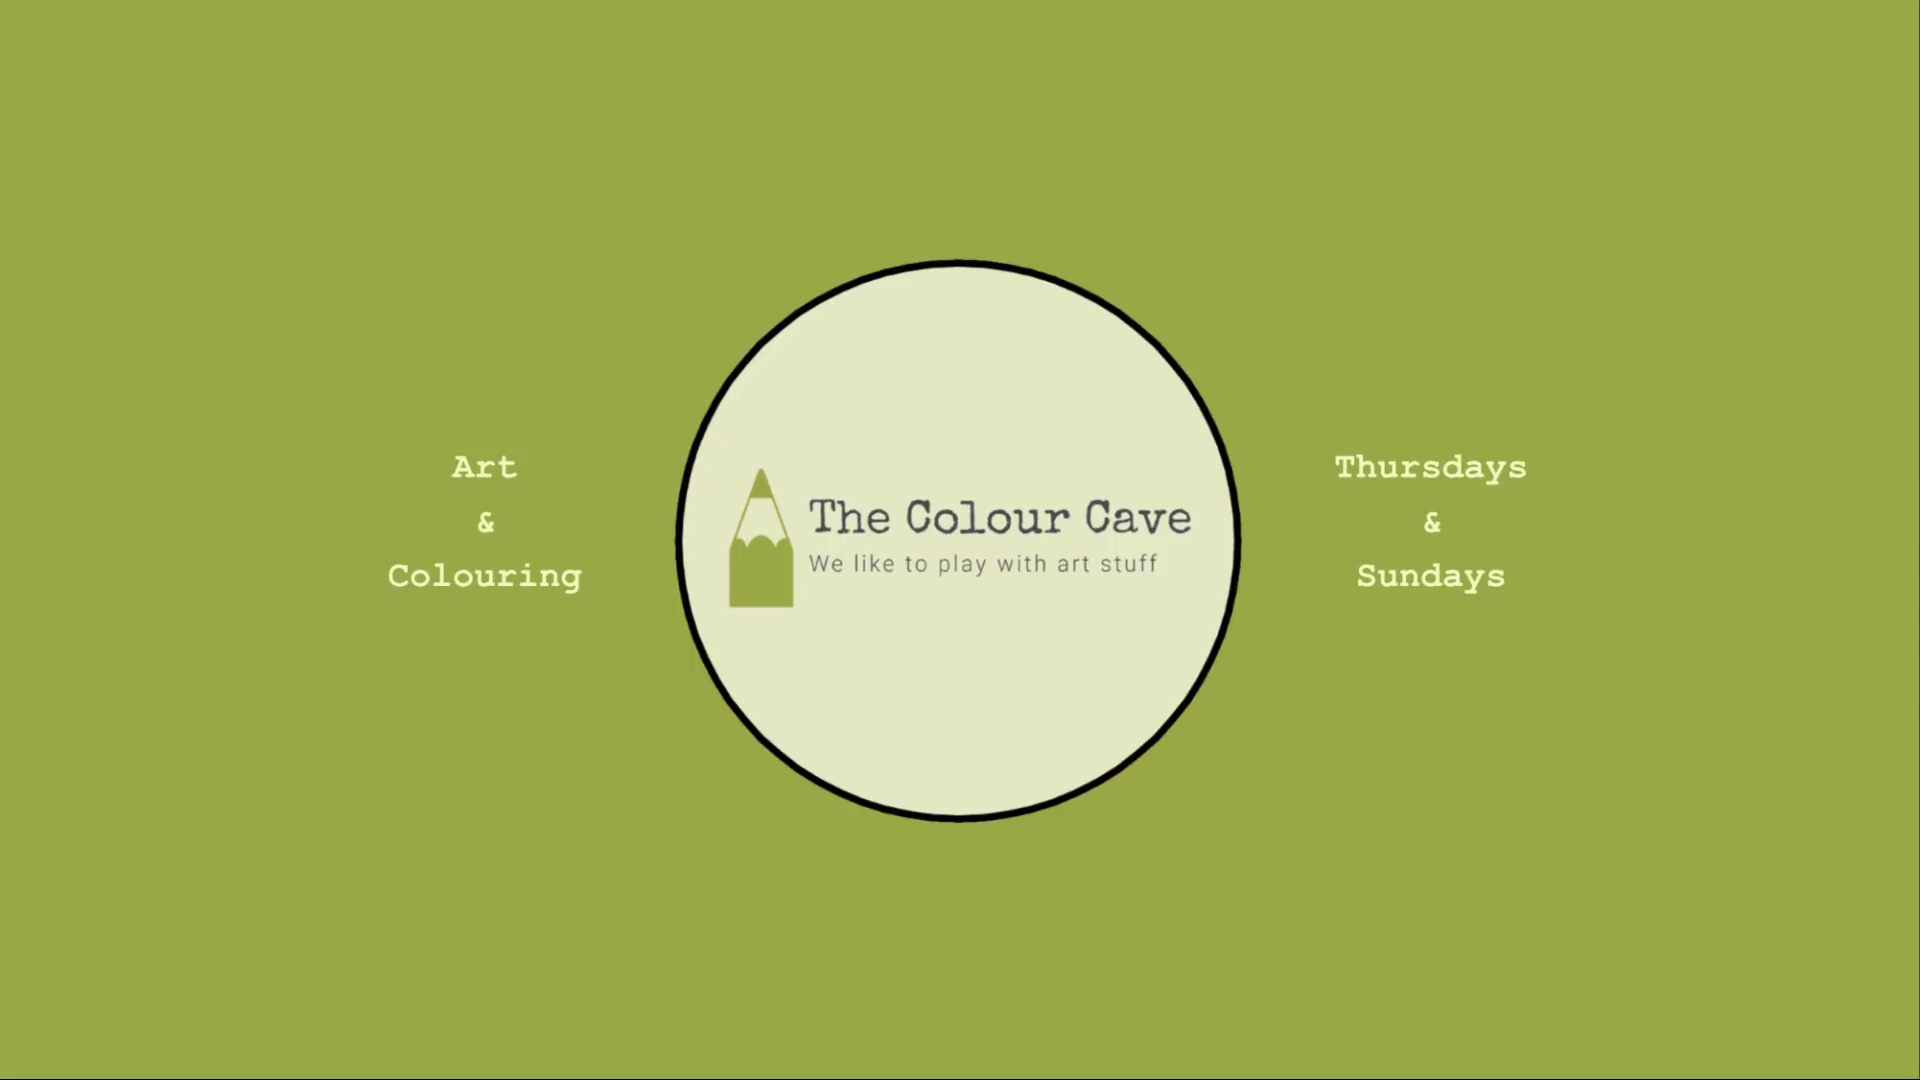 Art
&
Colouring
The Colour Cave
We like to play with art stuff
Thursdays
&
Sundays